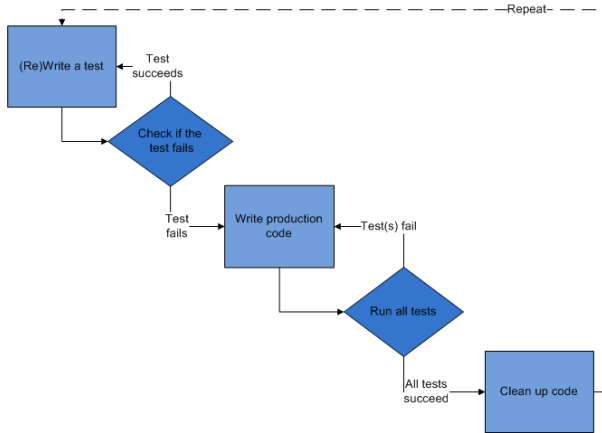 Repeat
(Re)Write a test
Test
succeeds
Check if the
test fails
Test
fails
Write production
code
Test(s) fail
Run all tests
All tests
succeed
Clean up code